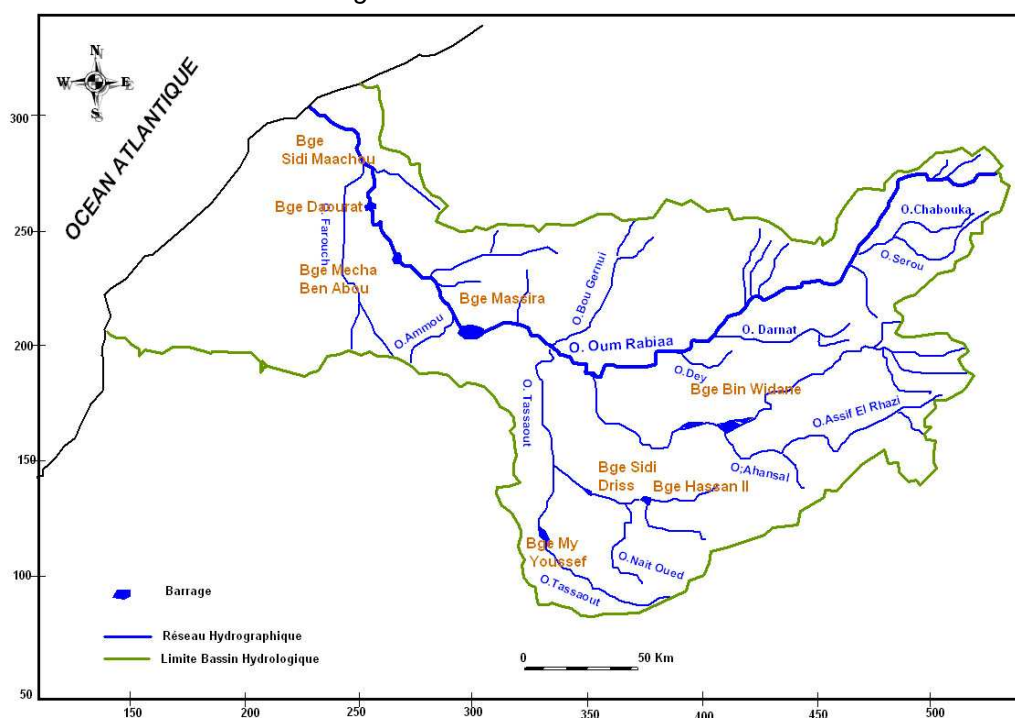 N
W E
S
OCEAN ATLANTIQUE
Bge
Sidi Maachou
Bge Daourat
O. Farouch
Bge Mecha
Ben Abou
O.Ammou
Bge Massira
O.Bou Gernui
O. Oum Rabiaa
O.Chabouka
O.Serou
O. Darnat
O.Dey
Bge Bin Widane
O.Assif El Rhazi
O;Ahansal
O. Tassaout
Bge Sidi
Driss
Bge Hassan II
Bge My
Youssef
O.Nait Oued
O.Tassaout
Barrage
Réseau Hydrographique
Limite Bassin Hydrologique
0 50 Km
300
250
200
150
100
50
150 200 250 300 350 400 450 500